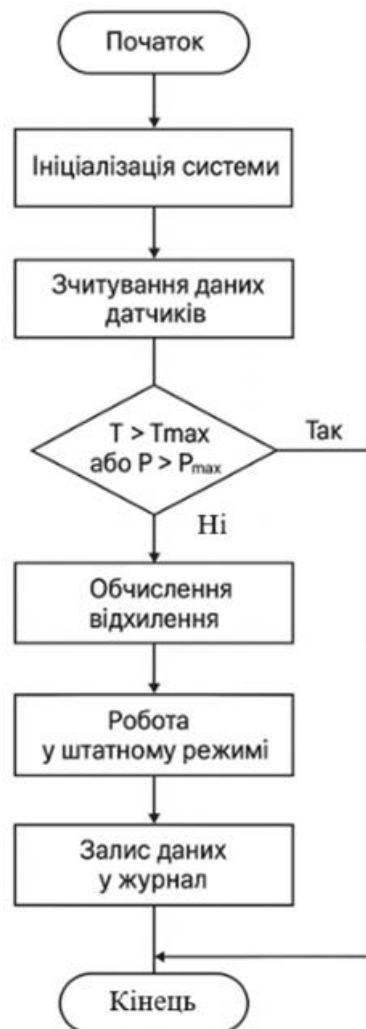 Початок
Ініціалізація системи
Зчитування даних
датчиків
T > Tmax
або P > Pmax
Так
Ні
Обчислення
відхилення
Робота
у штатному режимі
Залис даних
у журнал
Кінець